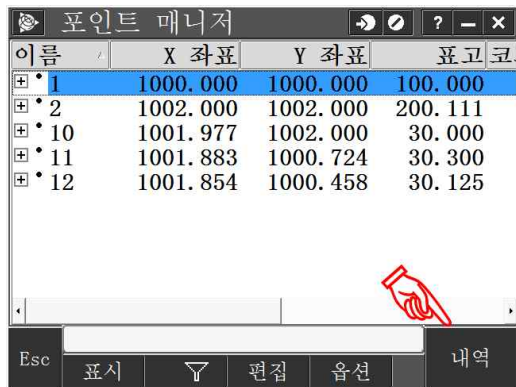 포인트 매니저 ? – ×
이름 X 좌표 Y 좌표 표고 코
1 1000.000 1000.000 100.000
2 1002.000 1002.000 200.111
10 1001.977 1002.000 30.000
11 1001.883 1000.724 30.300
12 1001.854 1000.458 30.125
Esc 표시 편집 옵션 내역